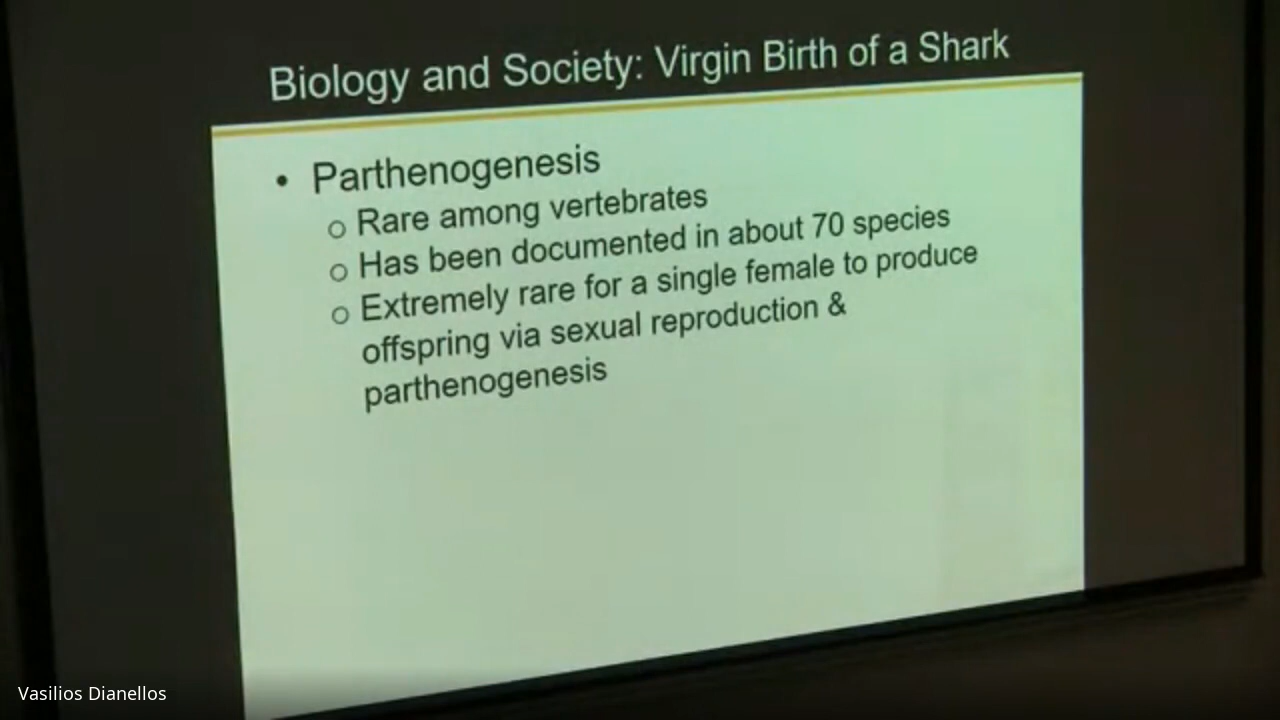 Biology and Society: Virgin Birth of a Shark
• Parthenogenesis
o Rare among vertebrates
o Has been documented in about 70 species
o Extremely rare for a single female to produce
offspring via sexual reproduction &
parthenogenesis
Vasilios Dianellos